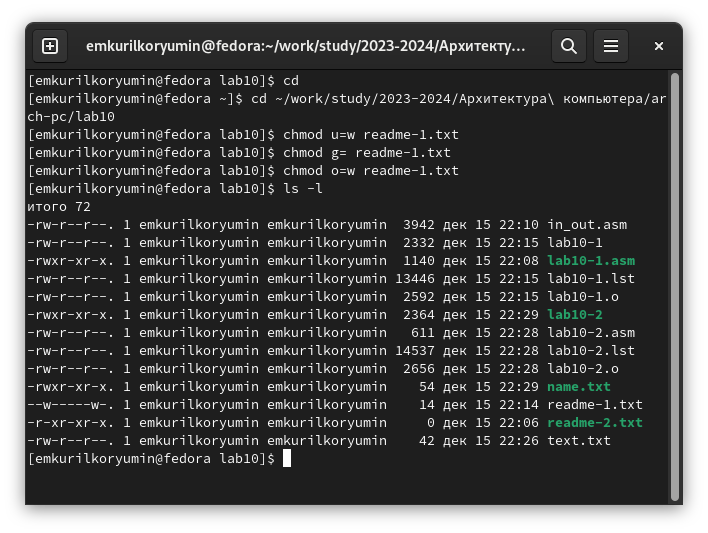 emkurilkoryumin@fedora:~/work/study/2023-2024/Архитекту...
[emkurilkoryumin@fedora lab10]$ cd
[emkurilkoryumin@fedora ~]$ cd ~/work/study/2023-2024/Архитектура\ компьютера/ar
ch-pc/lab10
[emkurilkoryumin@fedora lab10]$ chmod u=w readme-1.txt
[emkurilkoryumin@fedora lab10]$ chmod g= readme-1.txt
[emkurilkoryumin@fedora lab10]$ chmod o=w readme-1.txt
[emkurilkoryumin@fedora lab10]$ ls -l
итого 72
-rw-r--r--. 1 emkurilkoryumin emkurilkoryumin  3942 дек 15 22:10 in_out.asm
-rw-r--r--. 1 emkurilkoryumin emkurilkoryumin  2332 дек 15 22:15 lab10-1
-rwxr-xr-x. 1 emkurilkoryumin emkurilkoryumin  1140 дек 15 22:08 lab10-1.asm
-rw-r--r--. 1 emkurilkoryumin emkurilkoryumin 13446 дек 15 22:15 lab10-1.lst
-rw-r--r--. 1 emkurilkoryumin emkurilkoryumin  2592 дек 15 22:15 lab10-1.o
-rwxr-xr-x. 1 emkurilkoryumin emkurilkoryumin  2364 дек 15 22:29 lab10-2
-rw-r--r--. 1 emkurilkoryumin emkurilkoryumin   611 дек 15 22:28 lab10-2.asm
-rw-r--r--. 1 emkurilkoryumin emkurilkoryumin 14537 дек 15 22:28 lab10-2.lst
-rw-r--r--. 1 emkurilkoryumin emkurilkoryumin  2656 дек 15 22:28 lab10-2.o
-rwxr-xr-x. 1 emkurilkoryumin emkurilkoryumin    54 дек 15 22:29 name.txt
--w-----w-. 1 emkurilkoryumin emkurilkoryumin    14 дек 15 22:14 readme-1.txt
-r-xr-xr-x. 1 emkurilkoryumin emkurilkoryumin     0 дек 15 22:06 readme-2.txt
-rw-r--r--. 1 emkurilkoryumin emkurilkoryumin    42 дек 15 22:26 text.txt
[emkurilkoryumin@fedora lab10]$